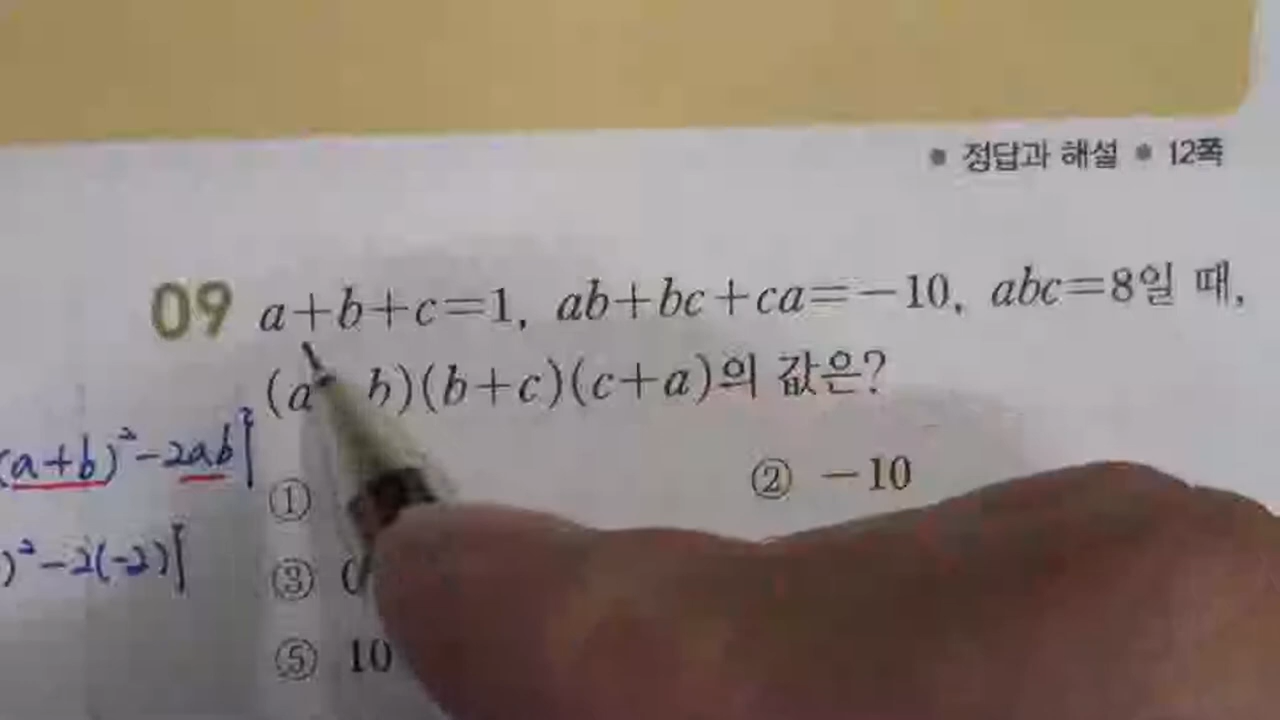 • 정답과 해설 • 12쪽
09 a+b+c=1, ab+bc+ca=-10, abc=8일 때,
(a b)(b+c)(c+a)의 값은?
(a+b)²-2ab
① ② -10
)²-2(-2)
③
⑤ 10